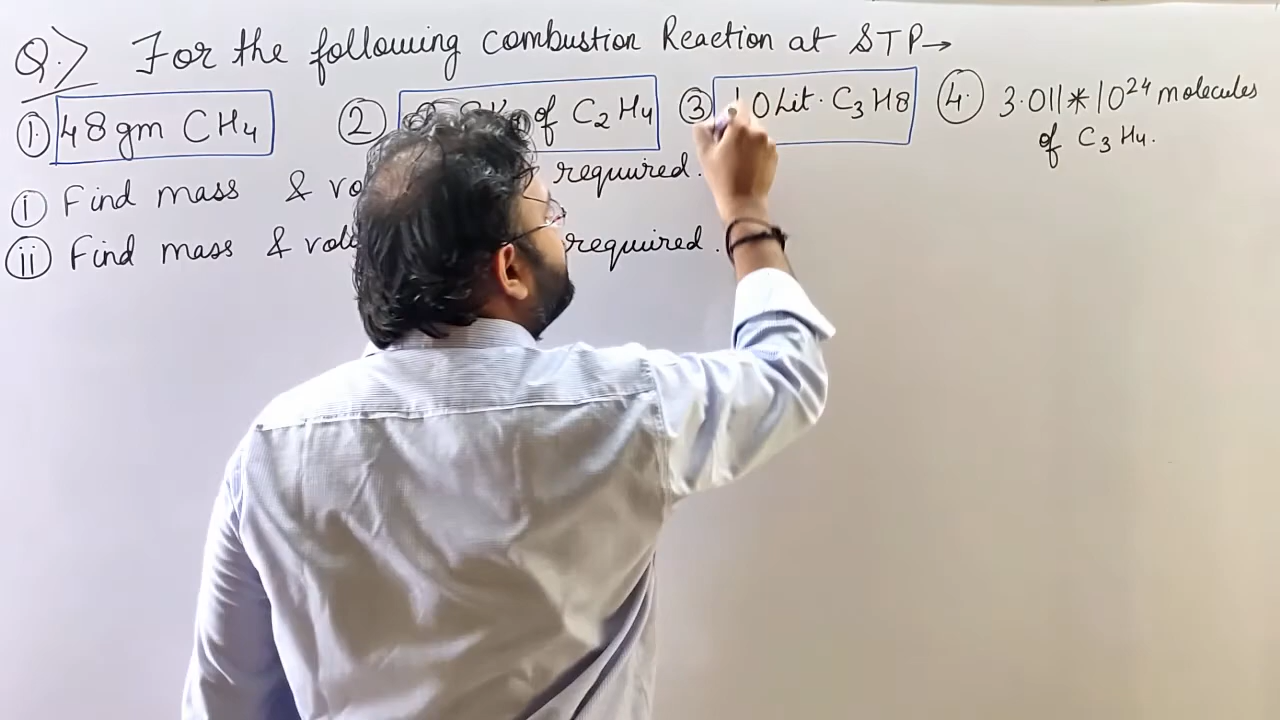 Q.> For the following combustion Reaction at STP→
① 48 gm CH4 ② of C2H4 ③ 10 Lit. C3H8 ④ 3.011*10^24 molecules
of C3H4.
ⓘ Find mass & required.
ⓘⓘ Find mass & required.